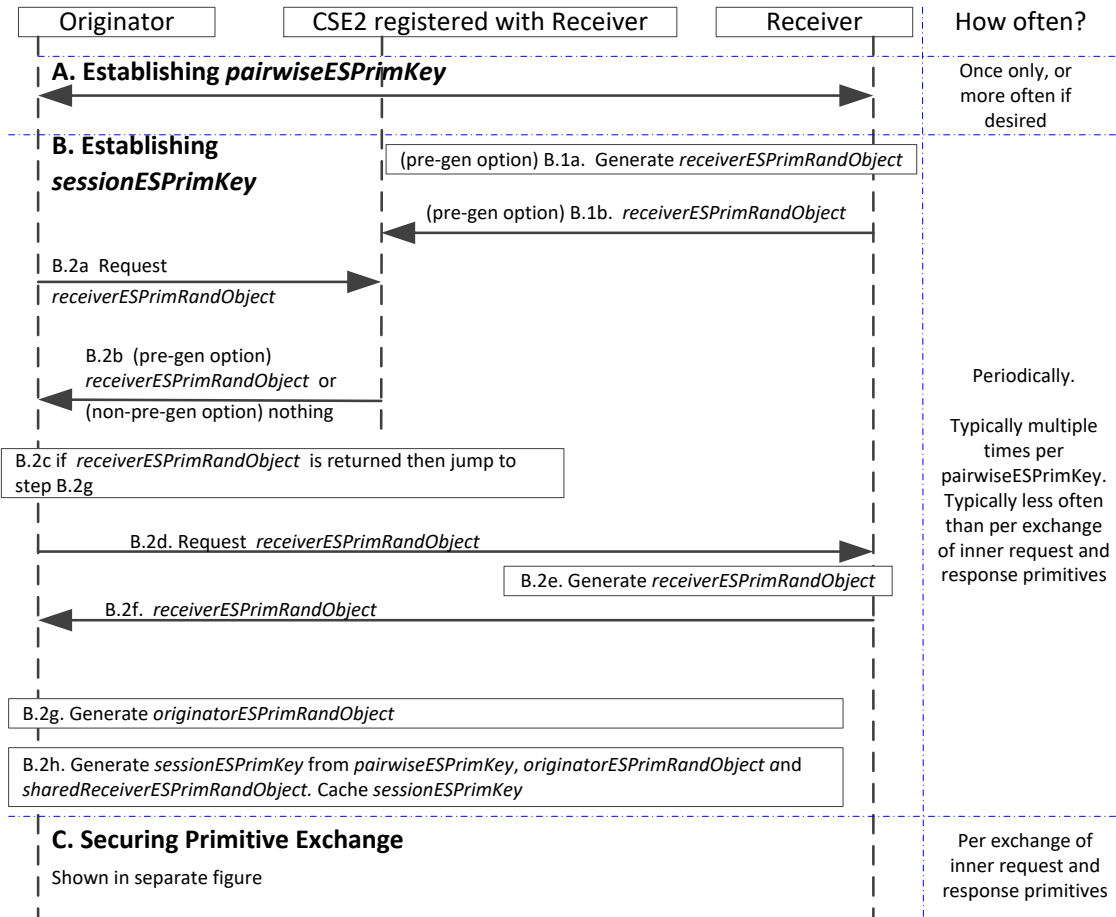 Originator
CSE2 registered with Receiver
Receiver
How often?
A. Establishing pairwiseESPrimKey
Once only, or
more often if
desired
B. Establishing
sessionESPrimKey
(pre-gen option) B.1a. Generate receiverESPrimRandObject
(pre-gen option) B.1b. receiverESPrimRandObject
B.2a Request
receiverESPrimRandObject
B.2b (pre-gen option)
receiverESPrimRandObject or
(non-pre-gen option) nothing
B.2c if receiverESPrimRandObject is returned then jump to
step B.2g
B.2d. Request receiverESPrimRandObject
B.2e. Generate receiverESPrimRandObject
B.2f. receiverESPrimRandObject
Periodically.
Typically multiple
times per
pairwiseESPrimKey.
Typically less often
than per exchange
of inner request and
response primitives
B.2g. Generate originatorESPrimRandObject
B.2h. Generate sessionESPrimKey from pairwiseESPrimKey, originatorESPrimRandObject and
sharedReceiverESPrimRandObject. Cache sessionESPrimKey
C. Securing Primitive Exchange
Shown in separate figure
Per exchange of
inner request and
response primitives